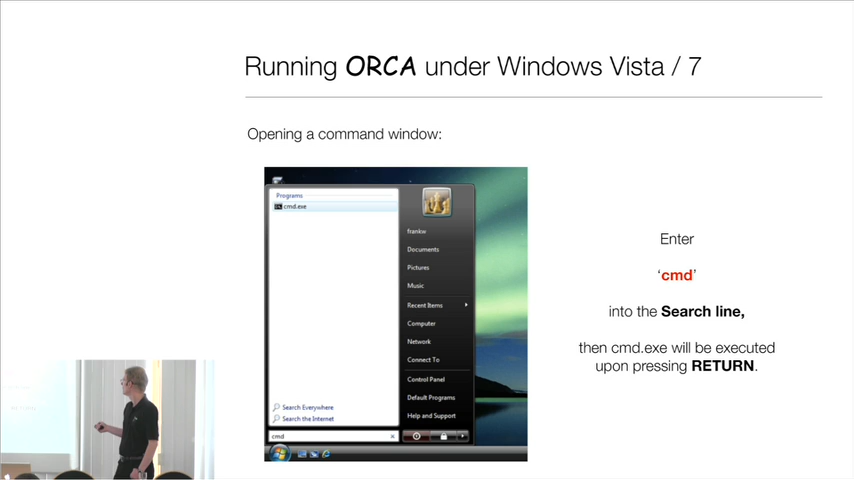 Running ORCA under Windows Vista / 7
Opening a command window:
Programs
cmd.exe
frankw
Documents
Pictures
Music
Recent Items
Computer
Network
Connect To
Control Panel
Default Programs
Help and Support
Search Everywhere
Search the Internet
cmd
Enter
‘cmd’
into the Search line,
then cmd.exe will be executed
upon pressing RETURN.